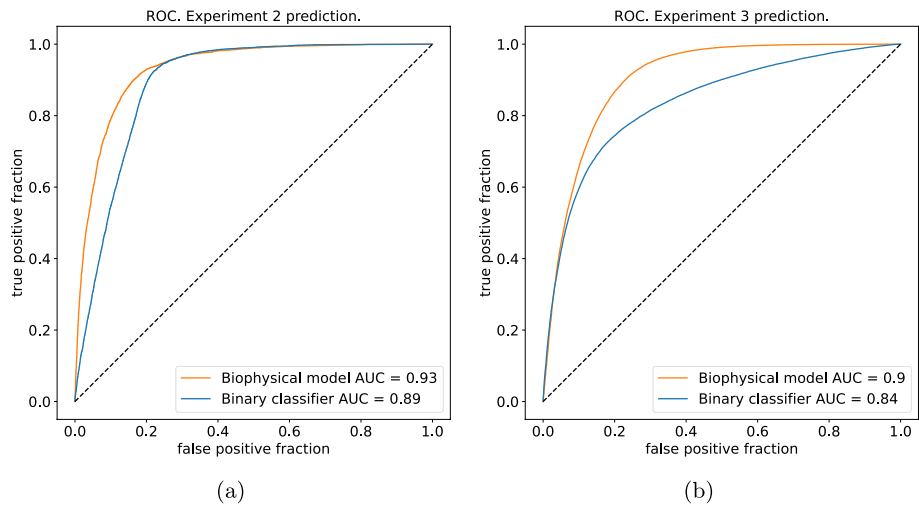 ROC. Experiment 2 prediction.
1.0
0.8
0.6
0.4
0.2
0.0
true positive fraction
Biophysical model AUC = 0.93
Binary classifier AUC = 0.89
0.0 0.2 0.4 0.6 0.8 1.0
false positive fraction
(a)
ROC. Experiment 3 prediction.
1.0
0.8
0.6
0.4
0.2
0.0
true positive fraction
Biophysical model AUC = 0.9
Binary classifier AUC = 0.84
0.0 0.2 0.4 0.6 0.8 1.0
false positive fraction
(b)